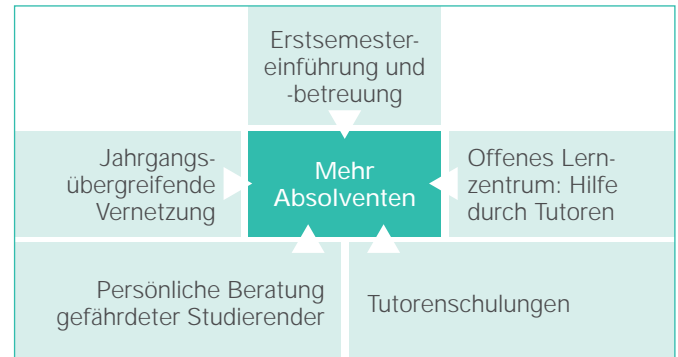 Erstsemester-
einführung und
-betreuung
Jahrgangs-
übergreifende
Vernetzung
Mehr
Absolventen
Offenes Lern-
zentrum: Hilfe
durch Tutoren
Persönliche Beratung
gefährdeter Studierender
Tutorenschulungen